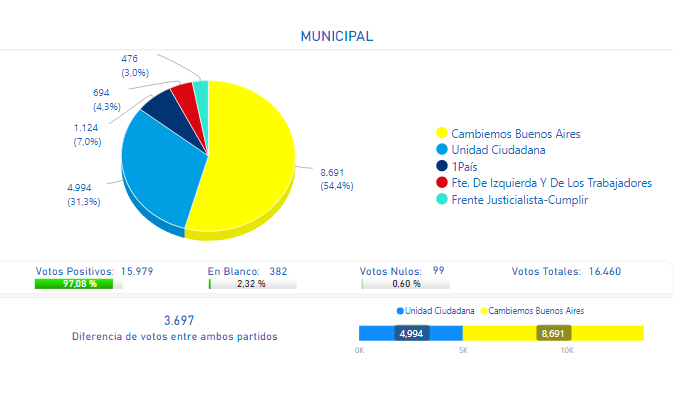 MUNICIPAL
476
(3,0%)
694
(4,3%)
1.124
(7,0%)
4.994
(31,3%)
8.691
(54,4%)
Cambiemos Buenos Aires
Unidad Ciudadana
1País
Fte. De Izquierda Y De Los Trabajadores
Frente Justicialista-Cumplir
Votos Positivos: 15.979
97,08 %
En Blanco: 382
2,32 %
Votos Nulos: 99
0,60 %
Votos Totales: 16.460
3.697
Diferencia de votos entre ambos partidos
Unidad Ciudadana Cambiemos Buenos Aires
4,994 8,691
0K 5K 10K